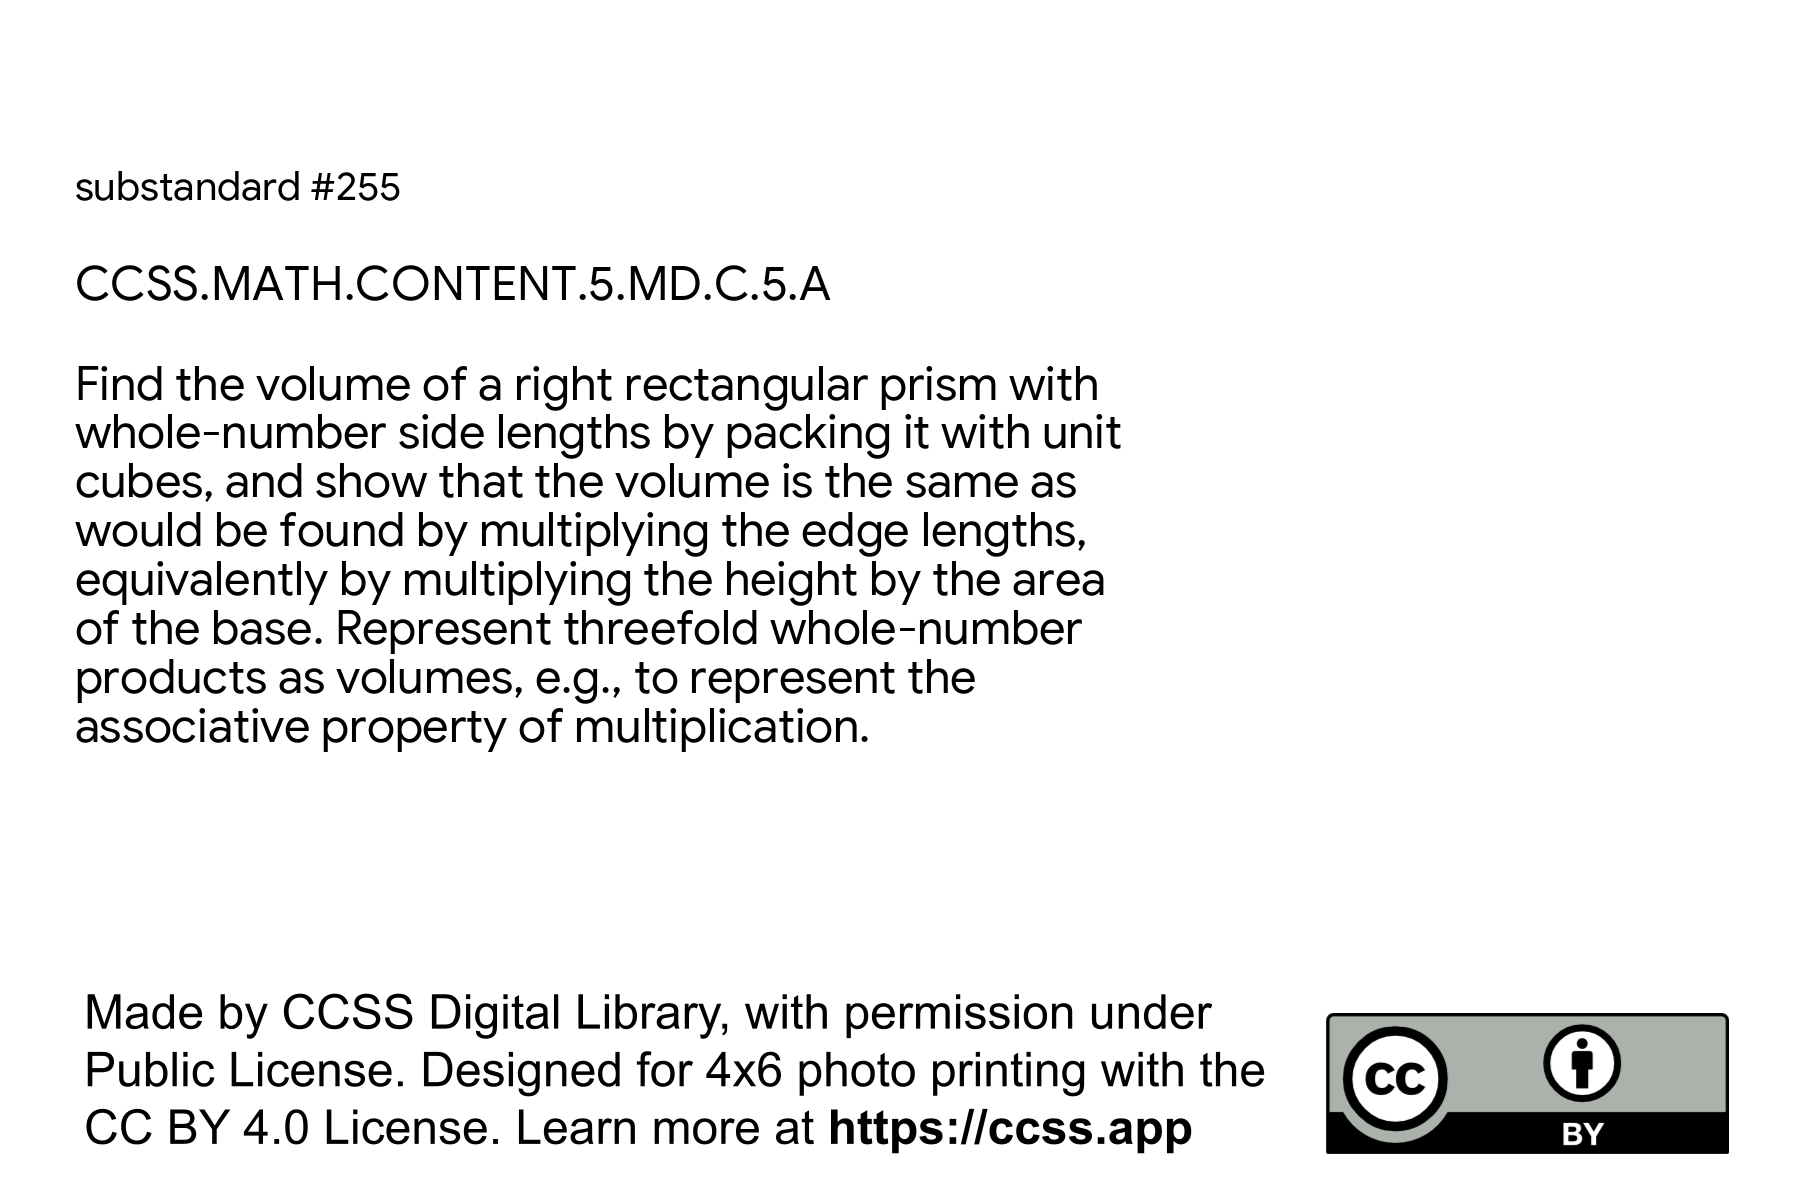 substandard #255
CCSS.MATH.CONTENT.5.MD.C.5.A
Find the volume of a right rectangular prism with
whole-number side lengths by packing it with unit
cubes, and show that the volume is the same as
would be found by multiplying the edge lengths,
equivalently by multiplying the height by the area
of the base. Represent threefold whole-number
products as volumes, e.g., to represent the
associative property of multiplication.
Made by CCSS Digital Library, with permission under
Public License. Designed for 4x6 photo printing with the
CC BY 4.0 License. Learn more at https://ccss.app
CC
BY